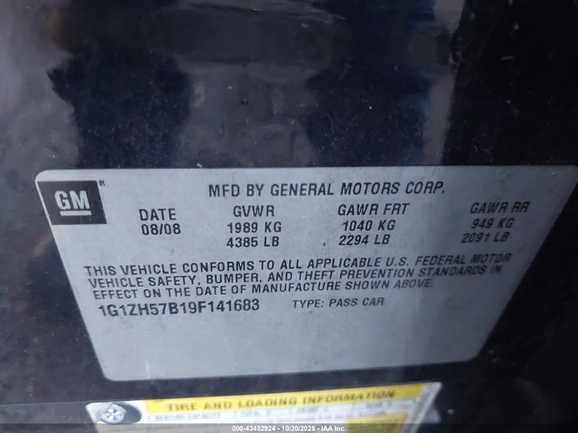 GM ®
MFD BY GENERAL MOTORS CORP.
DATE GVWR GAWR FRT GAWR RR
08/08 1989 KG 1040 KG 949 KG
4385 LB 2294 LB 2091 LB
THIS VEHICLE CONFORMS TO ALL APPLICABLE U.S. FEDERAL MOTOR
VEHICLE SAFETY, BUMPER, AND THEFT PREVENTION STANDARDS IN
EFFECT ON THE DATE OF MANUFACTURE SHOWN ABOVE.
1G1ZH57B19F141683 TYPE: PASS CAR
TIRE AND LOADING INFORMATION
000-43432924 | 10/20/2025 - IAA